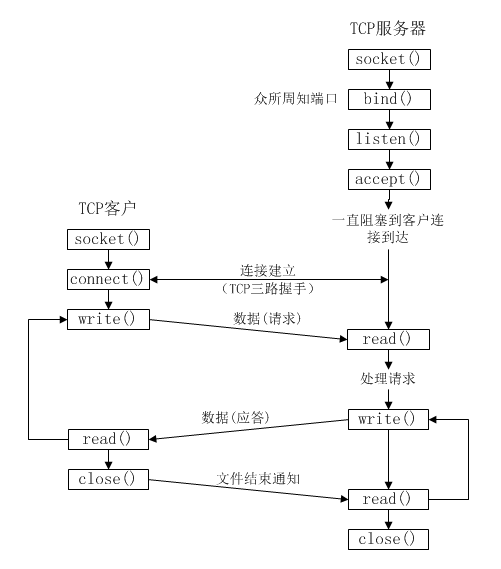 TCP服务器
socket()
众所周知端口
bind()
listen()
accept()
一直阻塞到客户连
接到达
TCP客户
socket()
connect()
连接建立
(TCP三路握手)
write()
数据(请求)
read()
处理请求
数据(应答)
write()
read()
close()
文件结束通知
read()
close()